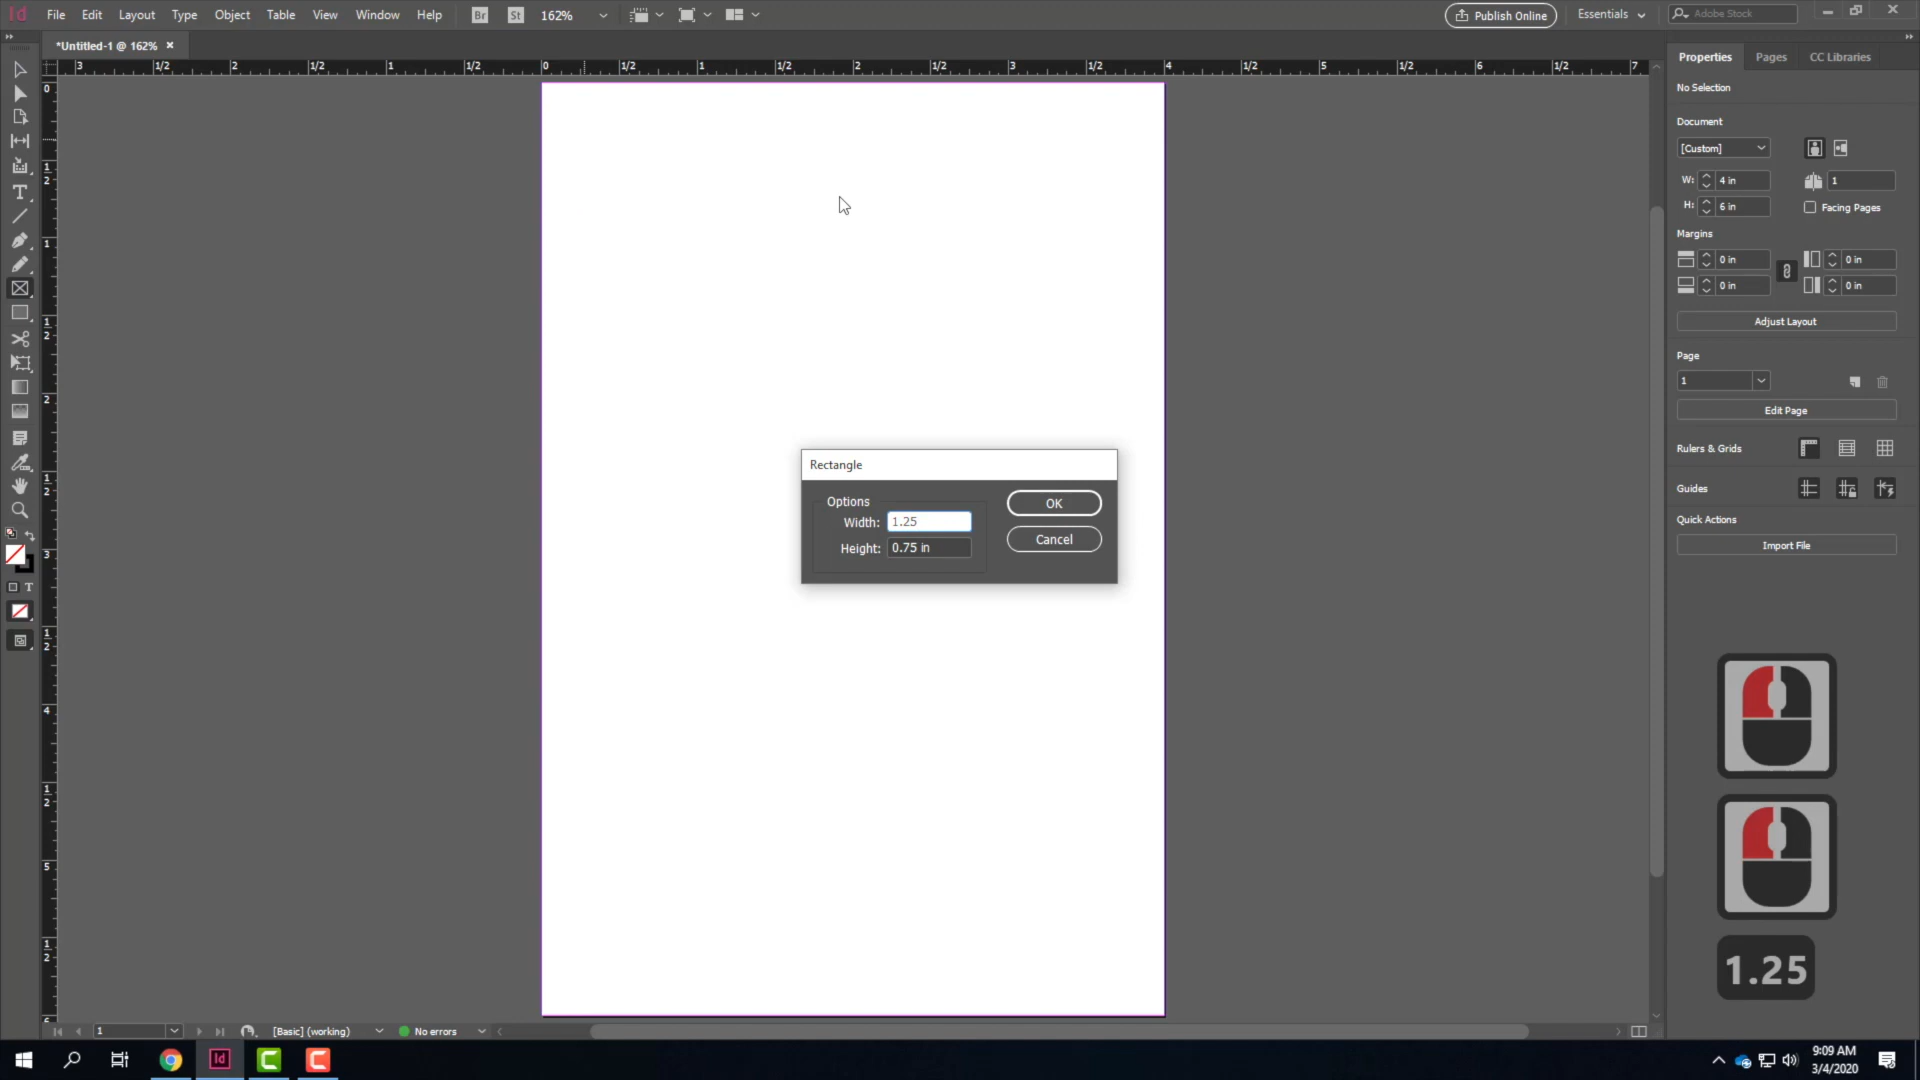 Id File Edit Layout Type Object Table View Window Help Br St 162% Publish Online Essentials Adobe Stock
*Untitled-1 @ 162% ×
3 1/2 2 1/2 1 1/2 0 1/2 1 1/2 2 1/2 3 1/2 4 1/2 5 1/2 6 1/2 7
Properties Pages CC Libraries
No Selection
Document
[Custom]
W: 4 in 1
H: 6 in Facing Pages
Margins
0 in 0 in
0 in 0 in
Adjust Layout
Page
1
Edit Page
Rulers & Grids
Guides
Quick Actions
Import File
0
1
2
1
1
2
2
1
2
3
1
2
4
1
2
5
1
2
6
Rectangle
Options
Width: 1.25
Height: 0.75 in
OK
Cancel
T
T
1.25
1 [Basic] (working) No errors
Id C C
9:09 AM
3/4/2020